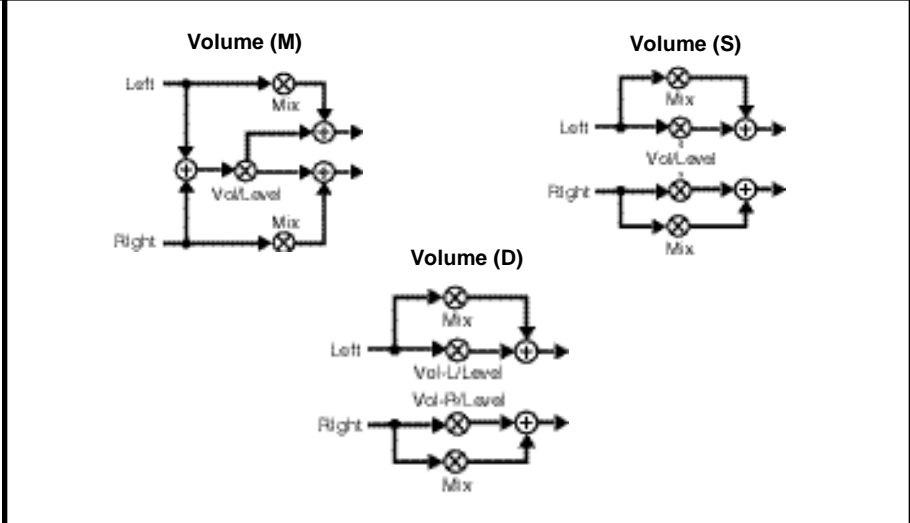 Volume (M)
Left
Mix
Vol/Level
Mix
Right
Volume (S)
Mix
Left
Vol/Level
Right
Mix
Volume (D)
Mix
Left
Vol-L/Level
Vol-R/Level
Right
Mix